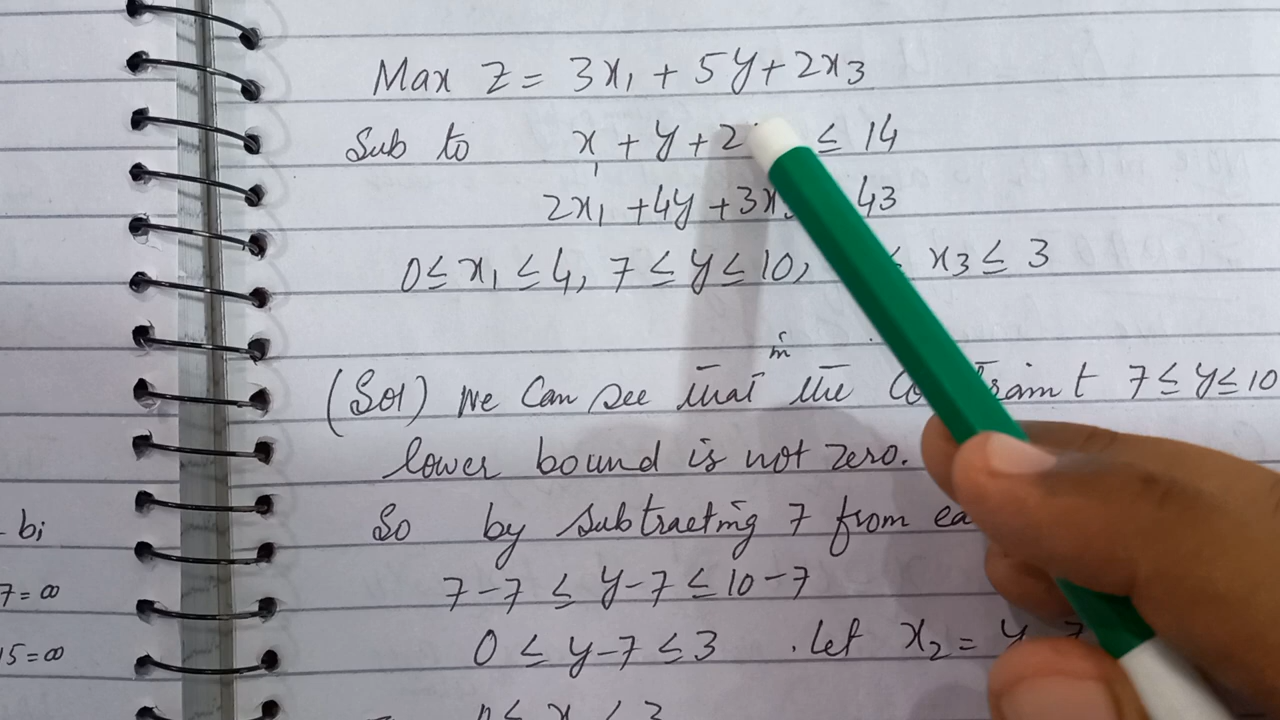 Max Z = 3x₁ + 5y + 2x₃
Sub to x₁ + y + 2 ≤ 14
2x₁ + 4y + 3x 43
0 ≤ x₁ ≤ 4, 7 ≤ y ≤ 10, ≤ x₃ ≤ 3
(Sol) We Can see that in the 7 ≤ y ≤ 10
lower bound is not zero.
bi
So by subtracting 7 from
7 = ∞
7-7 ≤ y-7 ≤ 10-7
15 = ∞
0 ≤ y-7 ≤ 3 . Let x₂ = y 7